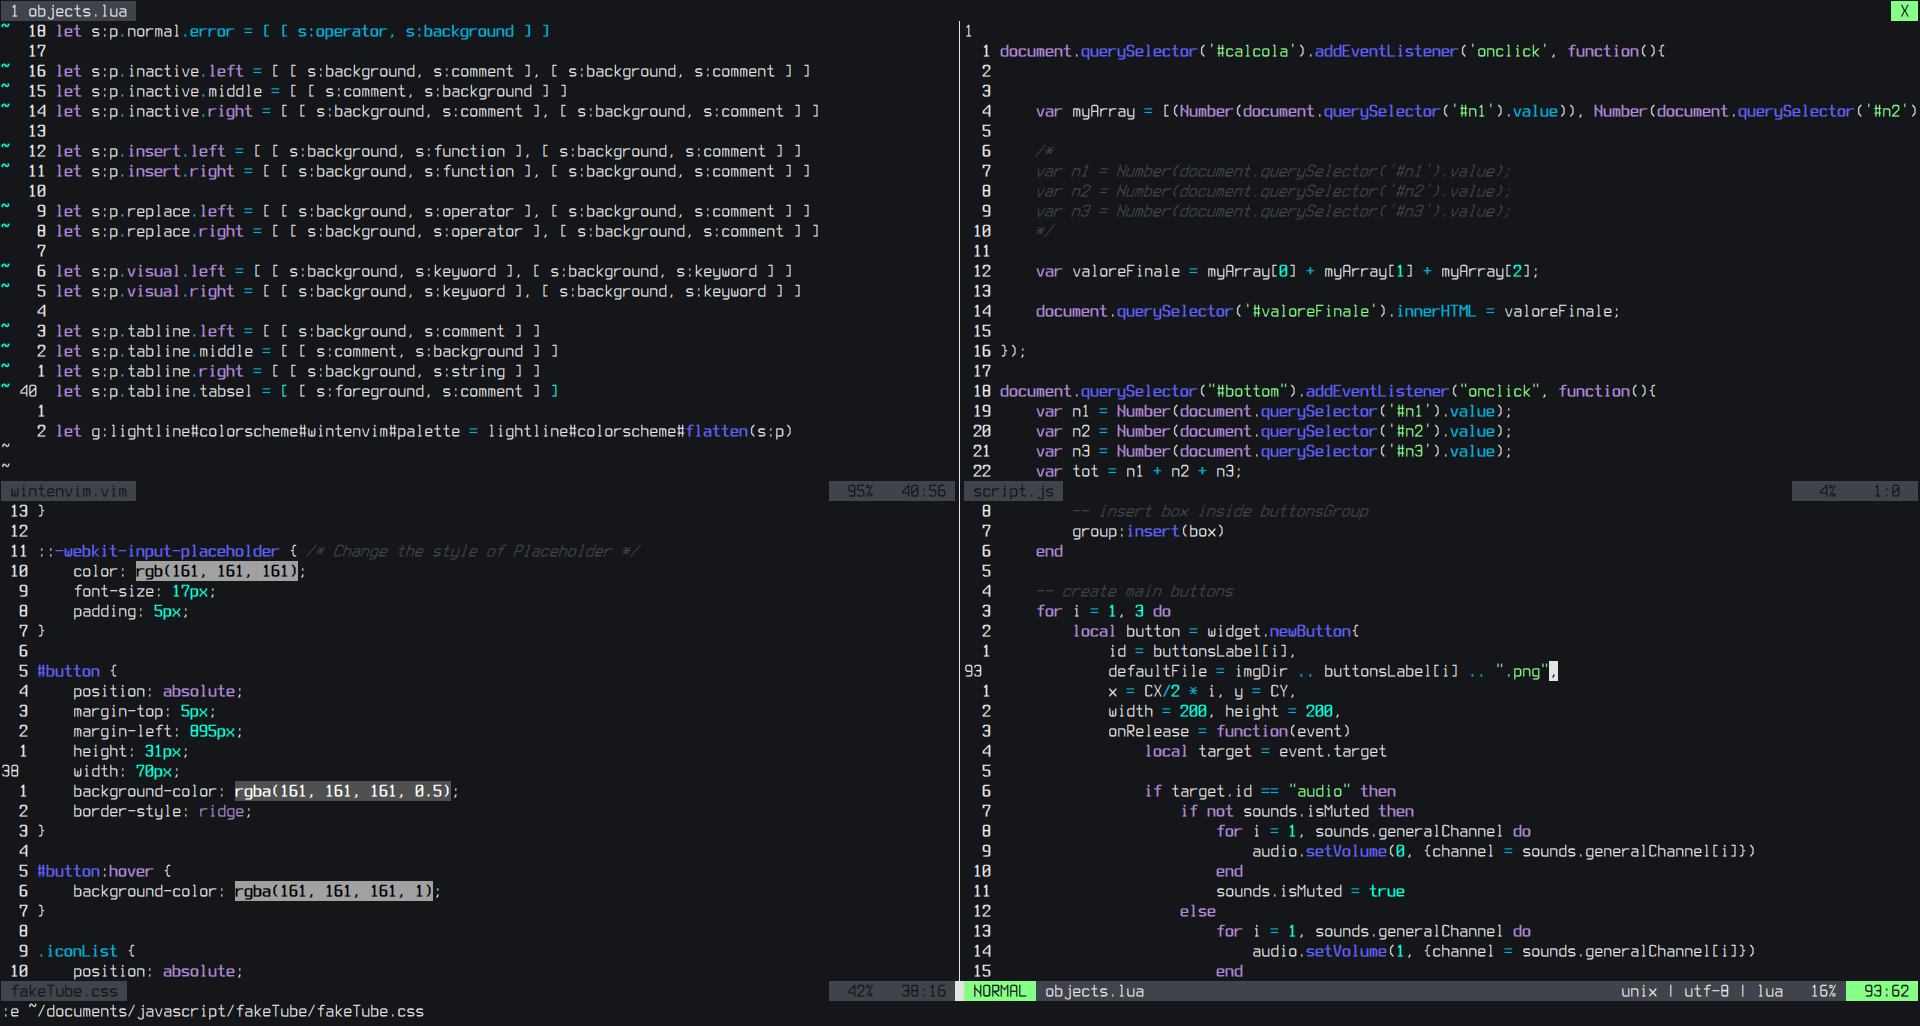 1 objects.lua X
~ 18 let s:p.normal.error = [ [ s:operator, s:background ] ]
17
~ 16 let s:p.inactive.left = [ [ s:background, s:comment ], [ s:background, s:comment ] ]
~ 15 let s:p.inactive.middle = [ [ s:comment, s:background ] ]
~ 14 let s:p.inactive.right = [ [ s:background, s:comment ], [ s:background, s:comment ] ]
13
~ 12 let s:p.insert.left = [ [ s:background, s:function ], [ s:background, s:comment ] ]
~ 11 let s:p.insert.right = [ [ s:background, s:function ], [ s:background, s:comment ] ]
10
~ 9 let s:p.replace.left = [ [ s:background, s:operator ], [ s:background, s:comment ] ]
~ 8 let s:p.replace.right = [ [ s:background, s:operator ], [ s:background, s:comment ] ]
7
~ 6 let s:p.visual.left = [ [ s:background, s:keyword ], [ s:background, s:keyword ] ]
~ 5 let s:p.visual.right = [ [ s:background, s:keyword ], [ s:background, s:keyword ] ]
4
~ 3 let s:p.tabline.left = [ [ s:background, s:comment ] ]
~ 2 let s:p.tabline.middle = [ [ s:comment, s:background ] ]
~ 1 let s:p.tabline.right = [ [ s:background, s:string ] ]
~ 40 let s:p.tabline.tabsel = [ [ s:foreground, s:comment ] ]
1
2 let g:lightline#colorscheme#wintenvim#palette = lightline#colorscheme#flatten(s:p)
~
~
wintenvim.vim 95% 40:56
1
1 document.querySelector('#calcola').addEventListener('onclick', function(){
2
3
4 var myArray = [(Number(document.querySelector('#n1').value)), Number(document.querySelector('#n2')
5
6 /*
7 var n1 = Number(document.querySelector('#n1').value);
8 var n2 = Number(document.querySelector('#n2').value);
9 var n3 = Number(document.querySelector('#n3').value);
10 */
11
12 var valoreFinale = myArray[0] + myArray[1] + myArray[2];
13
14 document.querySelector('#valoreFinale').innerHTML = valoreFinale;
15
16 });
17
18 document.querySelector("#bottom").addEventListener("onclick", function(){
19 var n1 = Number(document.querySelector('#n1').value);
20 var n2 = Number(document.querySelector('#n2').value);
21 var n3 = Number(document.querySelector('#n3').value);
22 var tot = n1 + n2 + n3;
script.js 4% 1:0
13 }
12
11 ::-webkit-input-placeholder { /* Change the style of Placeholder */
10 color: rgb(161, 161, 161);
9 font-size: 17px;
8 padding: 5px;
7 }
6
5 #button {
4 position: absolute;
3 margin-top: 5px;
2 margin-left: 895px;
1 height: 31px;
38 width: 70px;
1 background-color: rgba(161, 161, 161, 0.5);
2 border-style: ridge;
3 }
4
5 #button:hover {
6 background-color: rgba(161, 161, 161, 1);
7 }
8
9 .iconList {
10 position: absolute;
fakeTube.css 42% 38:16
8 -- insert box inside buttonsGroup
7 group:insert(box)
6 end
5
4 -- create main buttons
3 for i = 1, 3 do
2 local button = widget.newButton{
1 id = buttonsLabel[i],
93 defaultFile = imgDir .. buttonsLabel[i] .. ".png",
1 x = CX/2 * i, y = CY,
2 width = 200, height = 200,
3 onRelease = function(event)
4 local target = event.target
5
6 if target.id == "audio" then
7 if not sounds.isMuted then
8 for i = 1, sounds.generalChannel do
9 audio.setVolume(0, {channel = sounds.generalChannel[i]})
10 end
11 sounds.isMuted = true
12 else
13 for i = 1, sounds.generalChannel do
14 audio.setVolume(1, {channel = sounds.generalChannel[i]})
15 end
NORMAL objects.lua unix | utf-8 | lua 16% 93:62
:e ~/documents/javascript/fakeTube/fakeTube.css